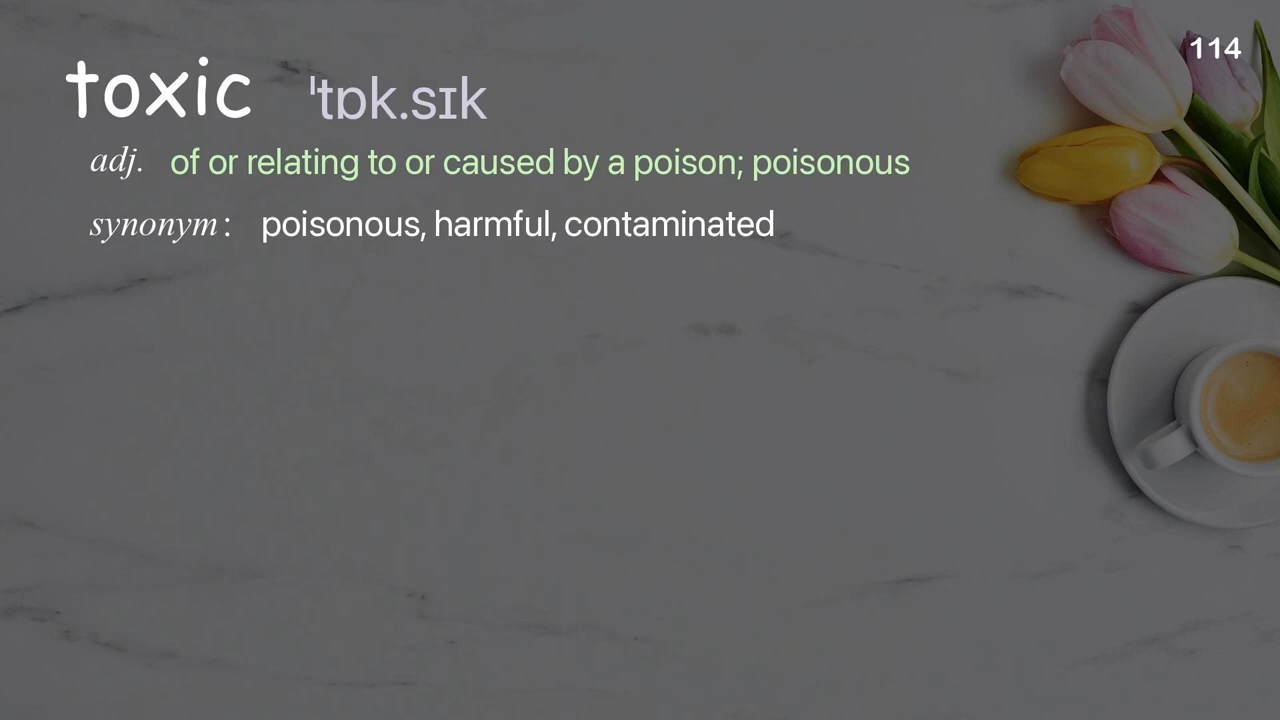 114
toxic ˈtɒk.sɪk
adj. of or relating to or caused by a poison; poisonous
synonym: poisonous, harmful, contaminated